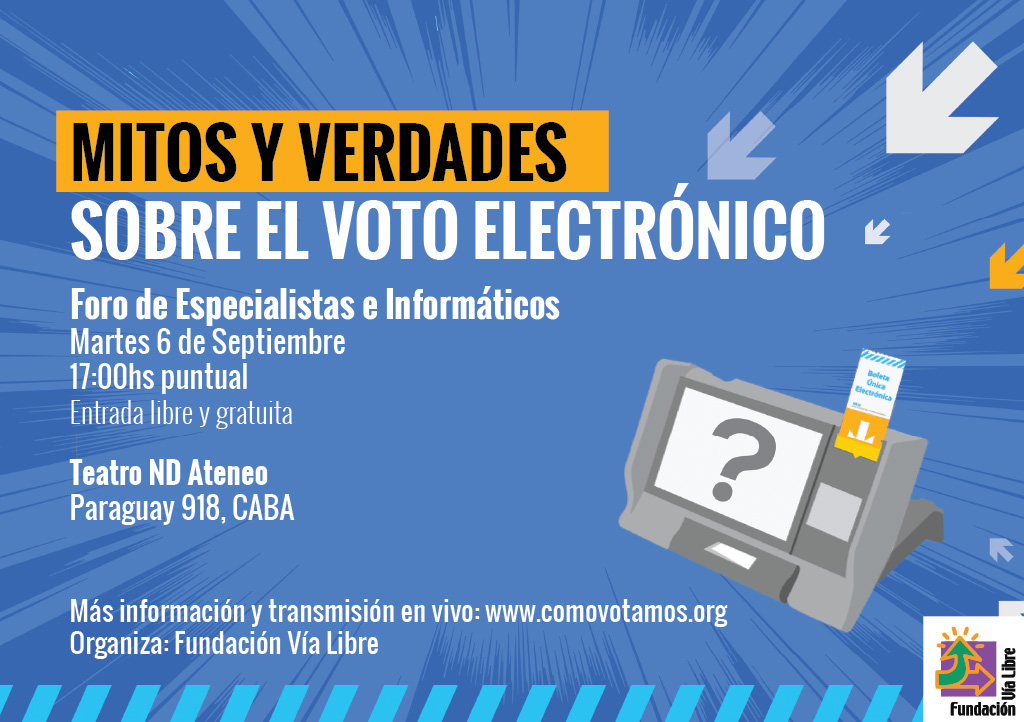 MITOS Y VERDADES
SOBRE EL VOTO ELECTRÓNICO
Foro de Especialistas e Informáticos
Martes 6 de Septiembre
17:00hs puntual
Entrada libre y gratuita
Teatro ND Ateneo
Paraguay 918, CABA
Boleta
Única
Electrónica
?
Más información y transmisión en vivo: www.comovotamos.org
Organiza: Fundación Vía Libre
Fundación
Vía Libre